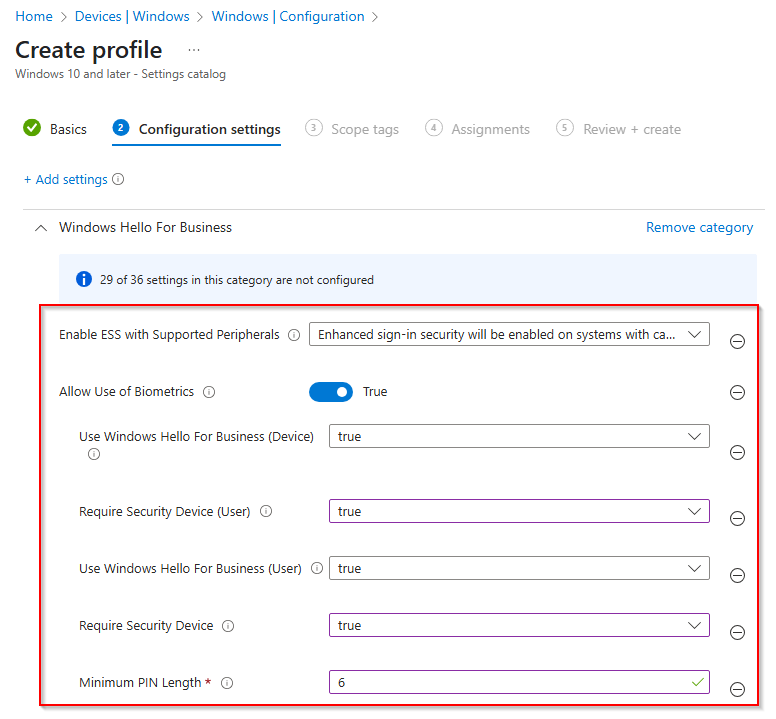 Home > Devices | Windows > Windows | Configuration >
Create profile ...
Windows 10 and later - Settings catalog
Basics 2 Configuration settings 3 Scope tags 4 Assignments 5 Review + create
+ Add settings
Windows Hello For Business Remove category
29 of 36 settings in this category are not configured
Enable ESS with Supported Peripherals Enhanced sign-in security will be enabled on systems with ca...
Allow Use of Biometrics True
Use Windows Hello For Business (Device) true
Require Security Device (User) true
Use Windows Hello For Business (User) true
Require Security Device true
Minimum PIN Length * 6